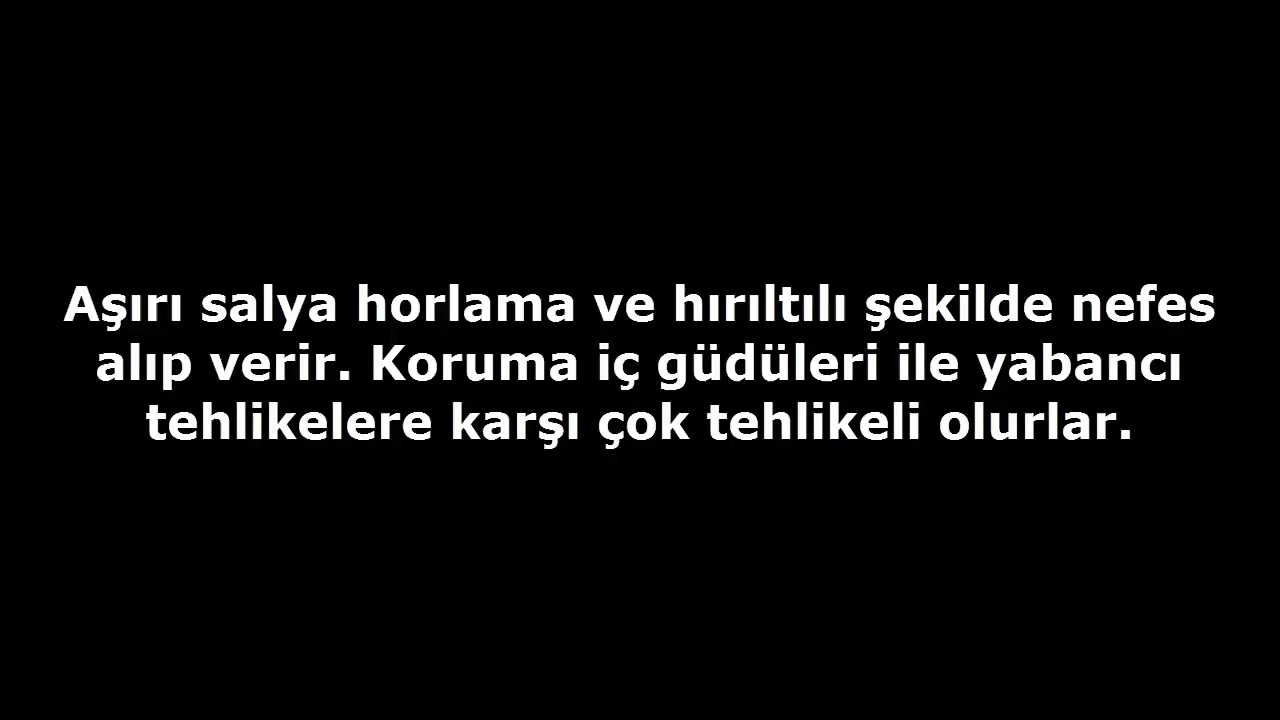 Aşırı salya horlama ve hırıltılı şekilde nefes
alıp verir. Koruma iç güdüleri ile yabancı
tehlikelere karşı çok tehlikeli olurlar.